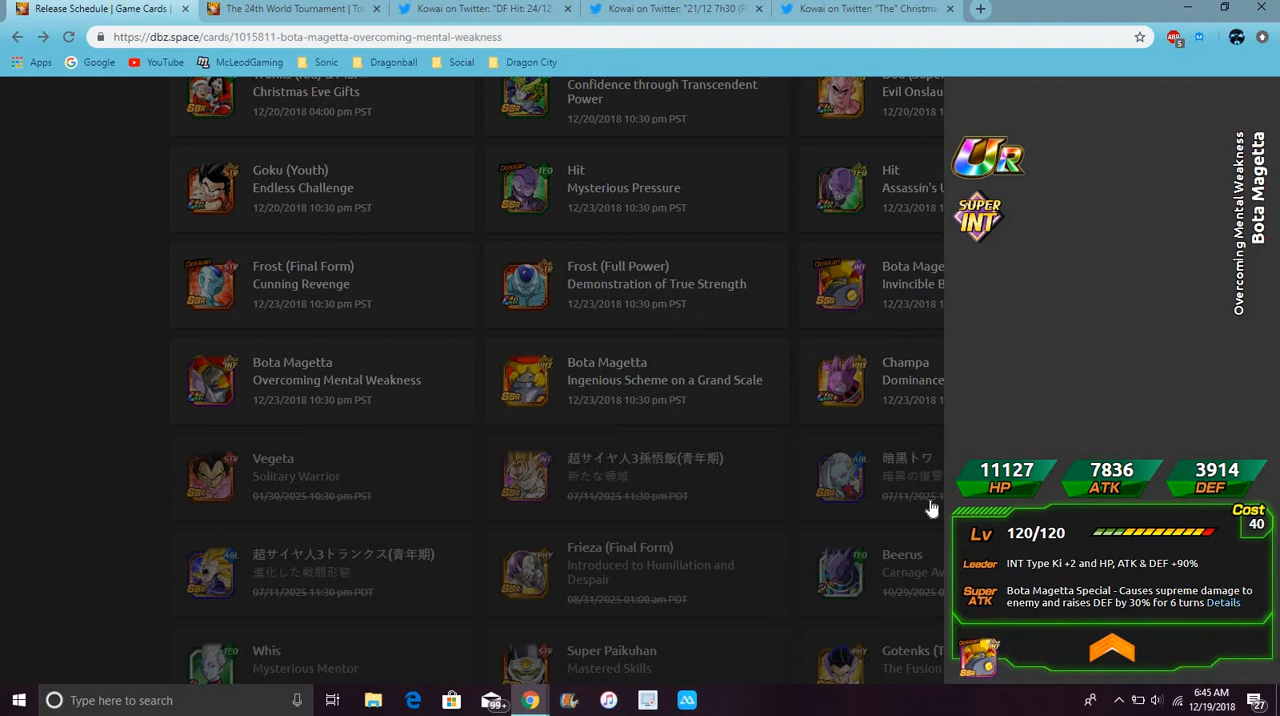 Release Schedule | Game Cards |
The 24th World Tournament | To
Kowai on Twitter: "DF Hit: 24/12
Kowai on Twitter: "21/12 7h30 (F
Kowai on Twitter: "The" Christma
https://dbz.space/cards/1015811-bota-magetta-overcoming-mental-weakness
5
Apps
Google
YouTube
McLeodGaming
Sonic
Dragonball
Social
Dragon City
Christmas Eve Gifts
12/20/2018 04:00 pm PST
Confidence through Transcendent
Power
12/20/2018 10:30 pm PST
Evil Onslau
12/20/2018 1
Goku (Youth)
Endless Challenge
12/20/2018 10:30 pm PST
Hit
Mysterious Pressure
12/23/2018 10:30 pm PST
Hit
Assassin's U
12/23/2018 1
Frost (Final Form)
Cunning Revenge
12/23/2018 10:30 pm PST
Frost (Full Power)
Demonstration of True Strength
12/23/2018 10:30 pm PST
Bota Mage
Invincible B
12/23/2018 1
Bota Magetta
Overcoming Mental Weakness
12/23/2018 10:30 pm PST
Bota Magetta
Ingenious Scheme on a Grand Scale
12/23/2018 10:30 pm PST
Champa
Dominance
12/23/2018 1
Vegeta
Solitary Warrior
01/30/2025 10:30 pm PST
超サイヤ人3孫悟飯(青年期)
新たな領域
07/11/2025 11:30 pm PDT
暗黒トワ
暗黒の復讐
07/11/2025 1
超サイヤ人3トランクス(青年期)
進化した戦闘形態
07/11/2025 11:30 pm PDT
Frieza (Final Form)
Introduced to Humiliation and
Despair
08/31/2025 01:00 am PDT
Beerus
Carnage Aw
10/29/2025 0
Whis
Mysterious Mentor
Super Paikuhan
Mastered Skills
Gotenks (T
The Fusion
UR
SUPER
INT
Overcoming Mental Weakness
Bota Magetta
11127
HP
7836
ATK
3914
DEF
Cost
40
Lv 120/120
Leader INT Type Ki +2 and HP, ATK & DEF +90%
Super
ATK
Bota Magetta Special - Causes supreme damage to
enemy and raises DEF by 30% for 6 turns Details
Type here to search
99+
6:45 AM
12/19/2018
27